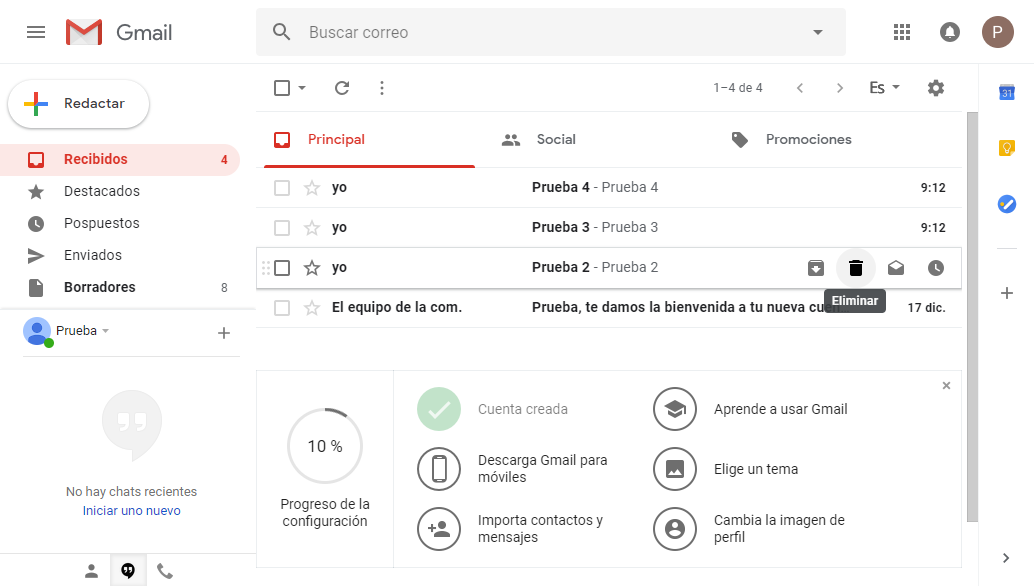 Gmail
Buscar correo
P
Redactar
1–4 de 4
Es
31
Recibidos 4
Destacados
Pospuestos
Enviados
Borradores 8
Principal
Social
Promociones
yo Prueba 4 - Prueba 4 9:12
yo Prueba 3 - Prueba 3 9:12
yo Prueba 2 - Prueba 2
Eliminar
El equipo de la com. Prueba, te damos la bienvenida a tu nueva cuen... 17 dic.
Prueba
No hay chats recientes
Iniciar uno nuevo
10 %
Progreso de la
configuración
Cuenta creada
Descarga Gmail para
móviles
Importa contactos y
mensajes
Aprende a usar Gmail
Elige un tema
Cambia la imagen de
perfil